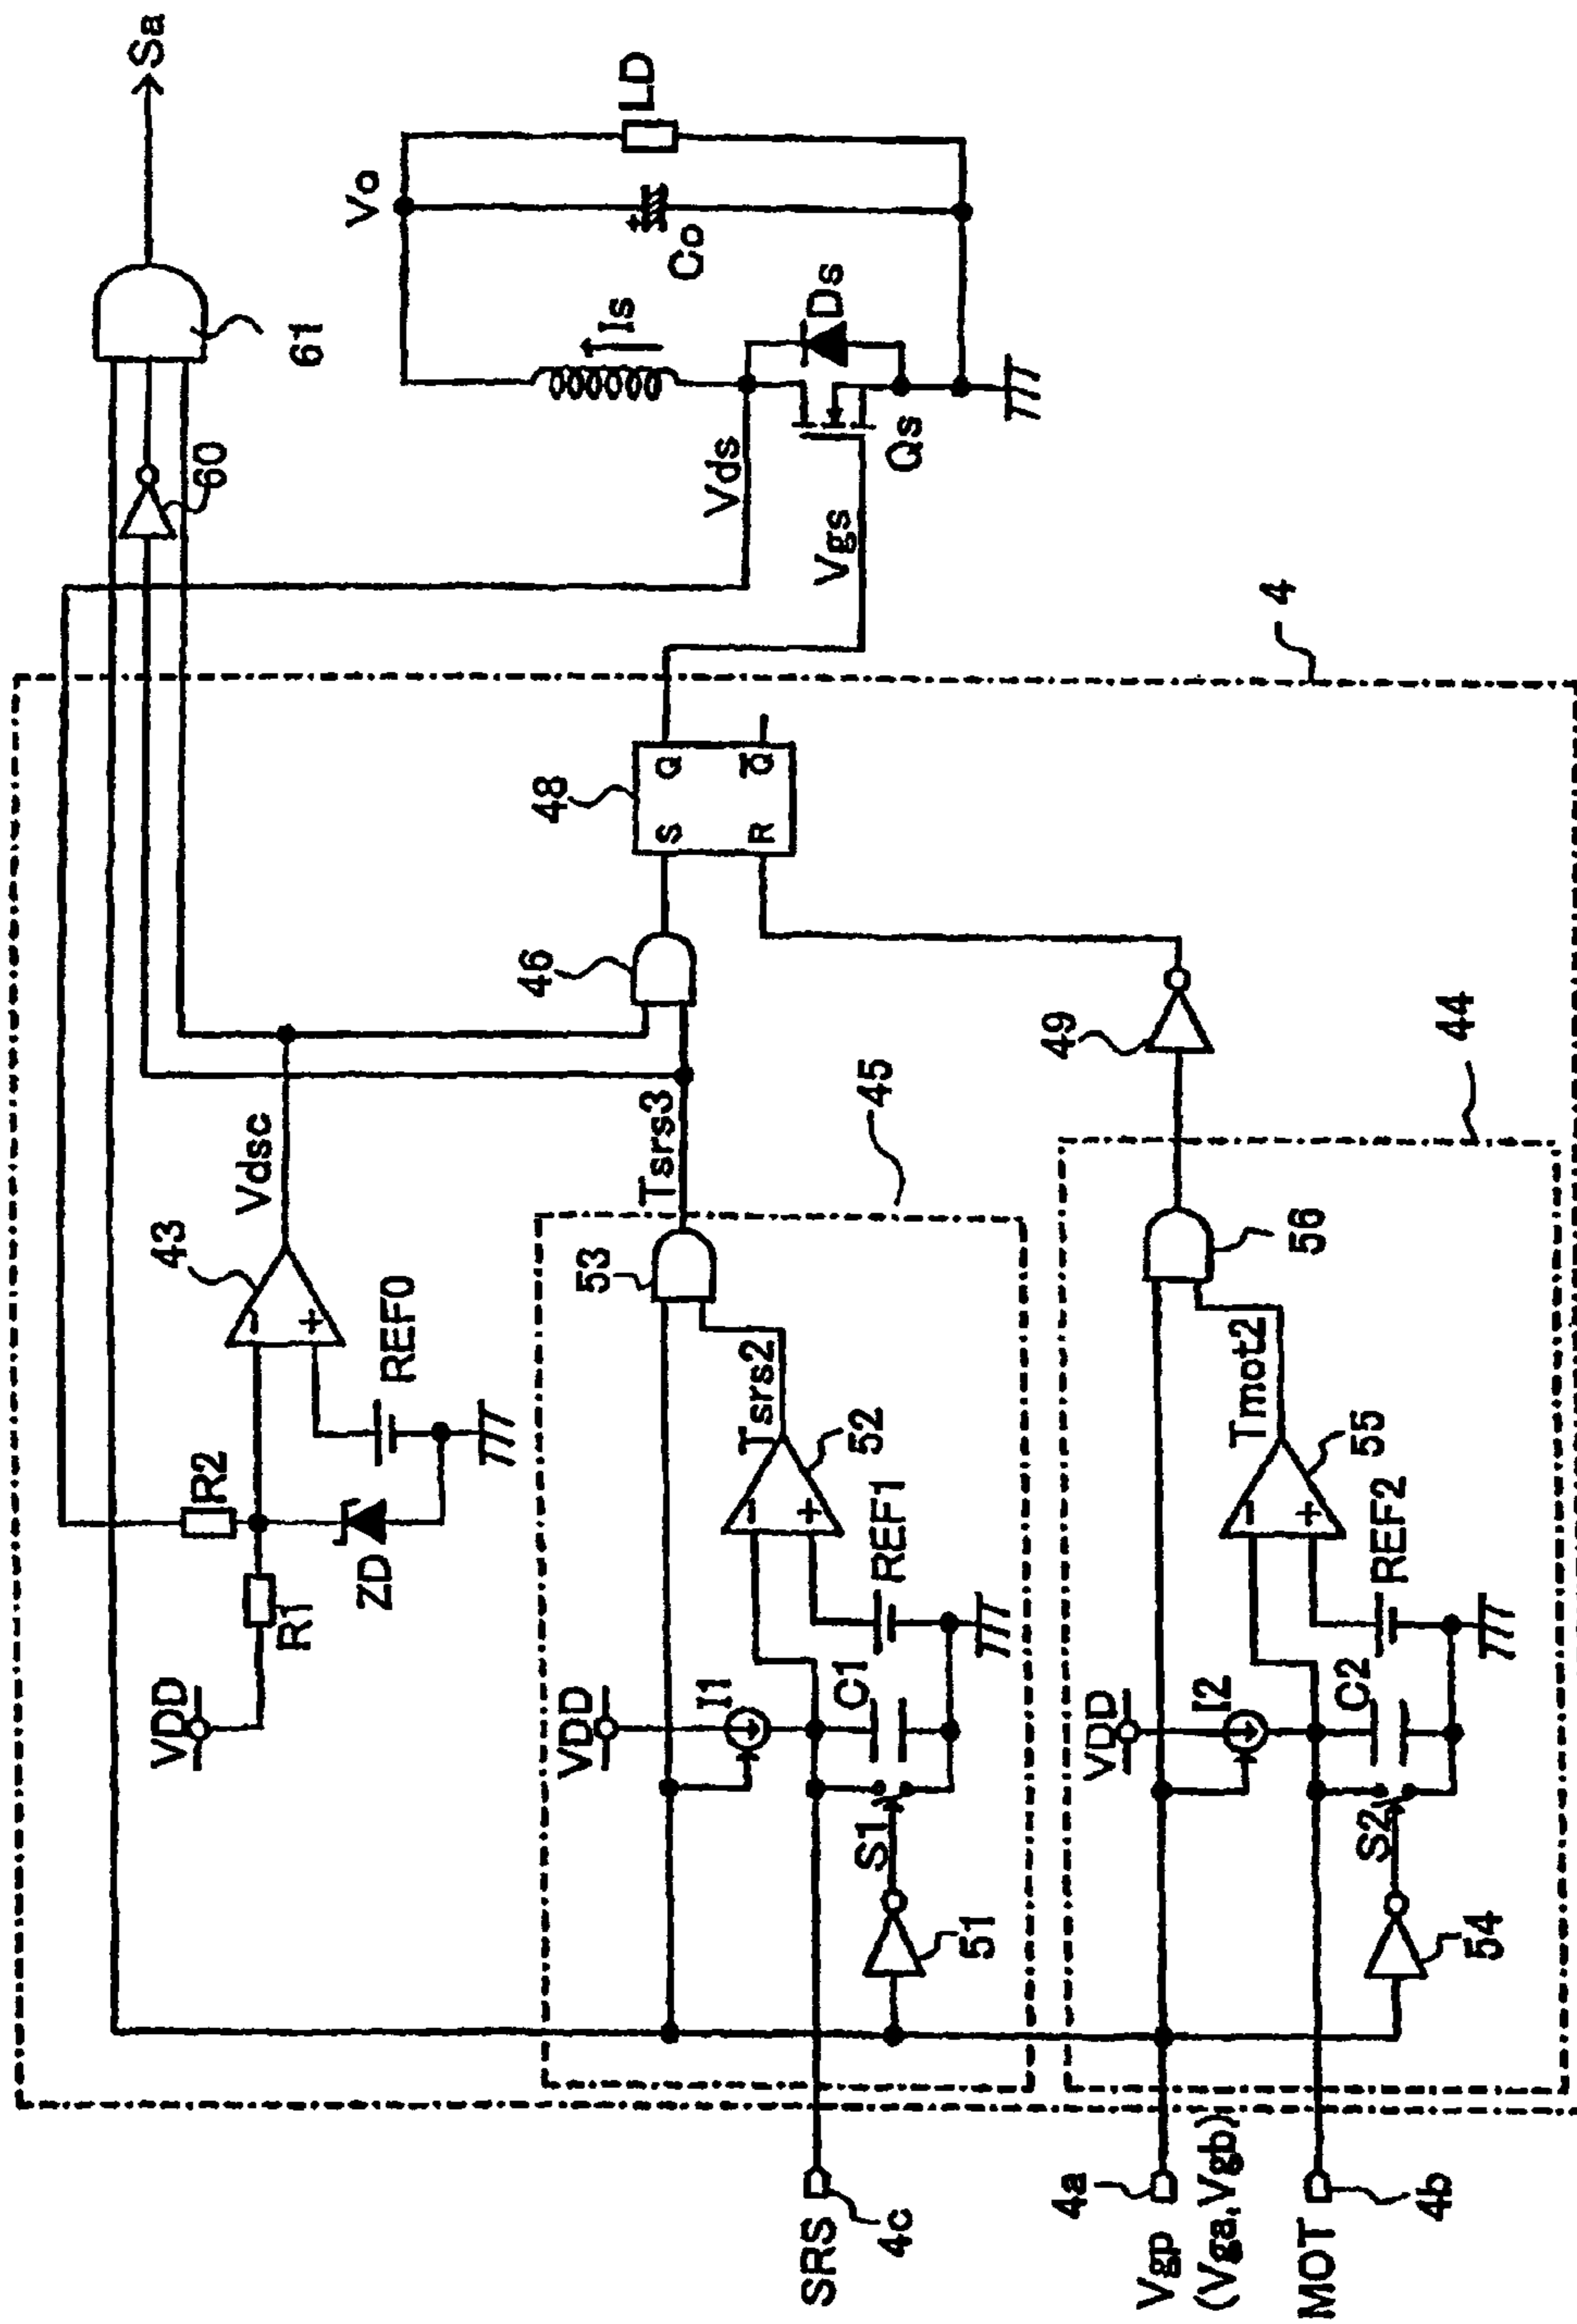 Sa
61
60
Vo
LD
Co
Is
Ds
Vds
Qs
Vgs
4
VDD
R1
R2
ZD
REF0
43
Vdsc
-
+
48
S
Q
R
Q̅
46
Tsrs3
45
53
VDD
I1
C1
S1
51
REF1
52
-
+
Tsrs2
49
44
56
VDD
I2
C2
S2
54
REF2
55
-
+
Tmot2
SRS
4c
4a
Vgp
(Vga,Vgb)
MOT
4b